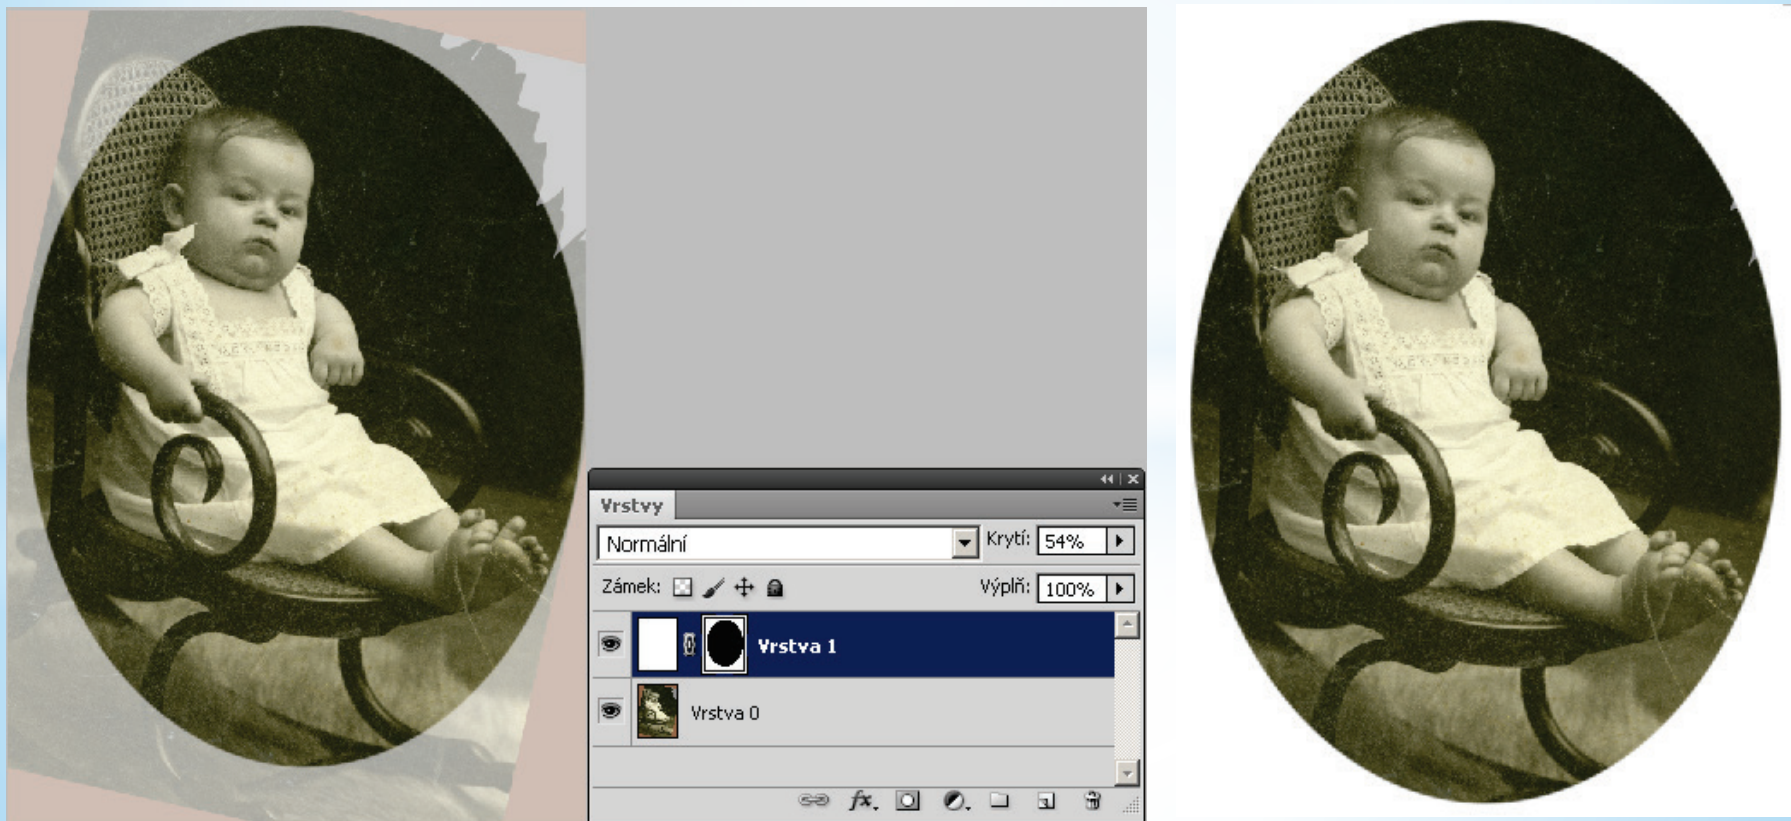 Vrstvy
Normální Krytí: 54%
Zámek: Výplň: 100%
Vrstva 1
Vrstva 0
fx.